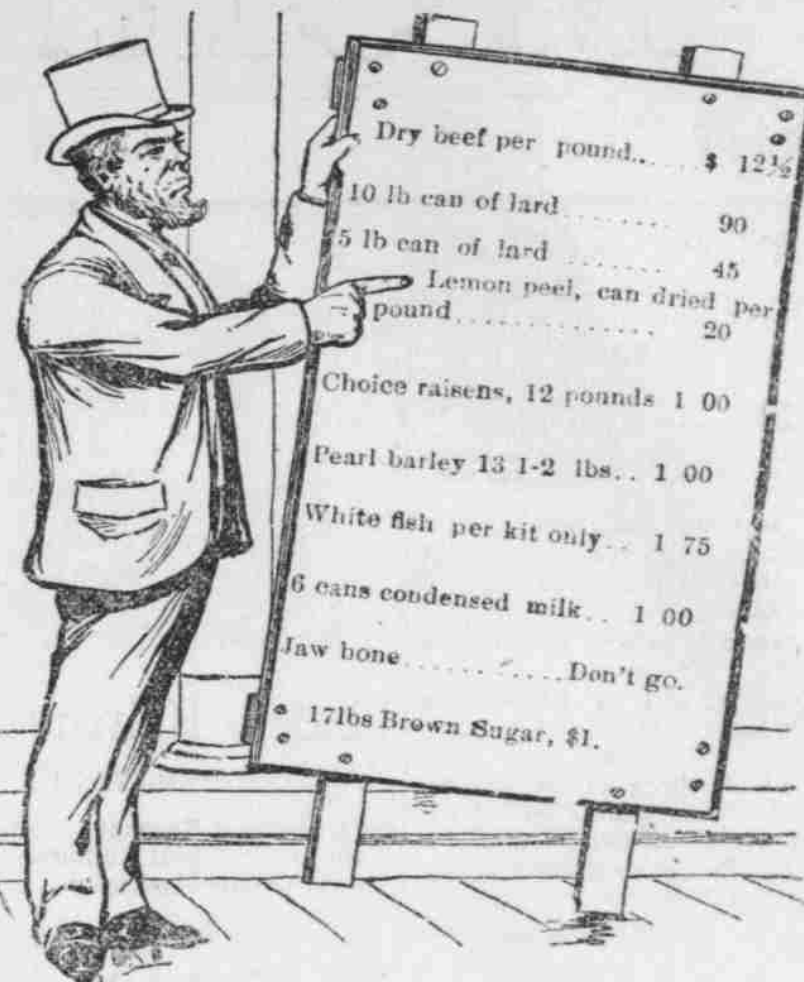 Dry beef per pound.. .... $ 12½
10 lb can of lard ........ 90
5 lb can of lard ....... 45
Lemon peel, can dried per
pound.............. 20
Choice raisens, 12 pounds 1 00
Pearl barley 13 1-2 lbs.. 1 00
White fish per kit only.. 1 75
6 cans condensed milk.. 1 00
Jaw bone............Don't go.
17lbs Brown Sugar, $1.